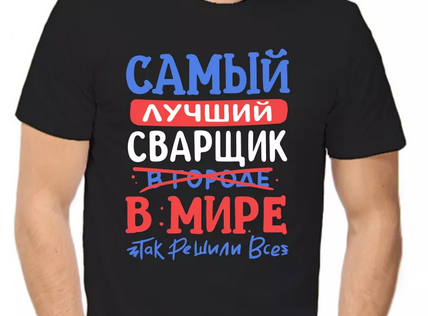 САМЫЙ
ЛУЧШИЙ
СВАРЩИК
В ГОРОДЕ
В МИРЕ
Так Решили Все